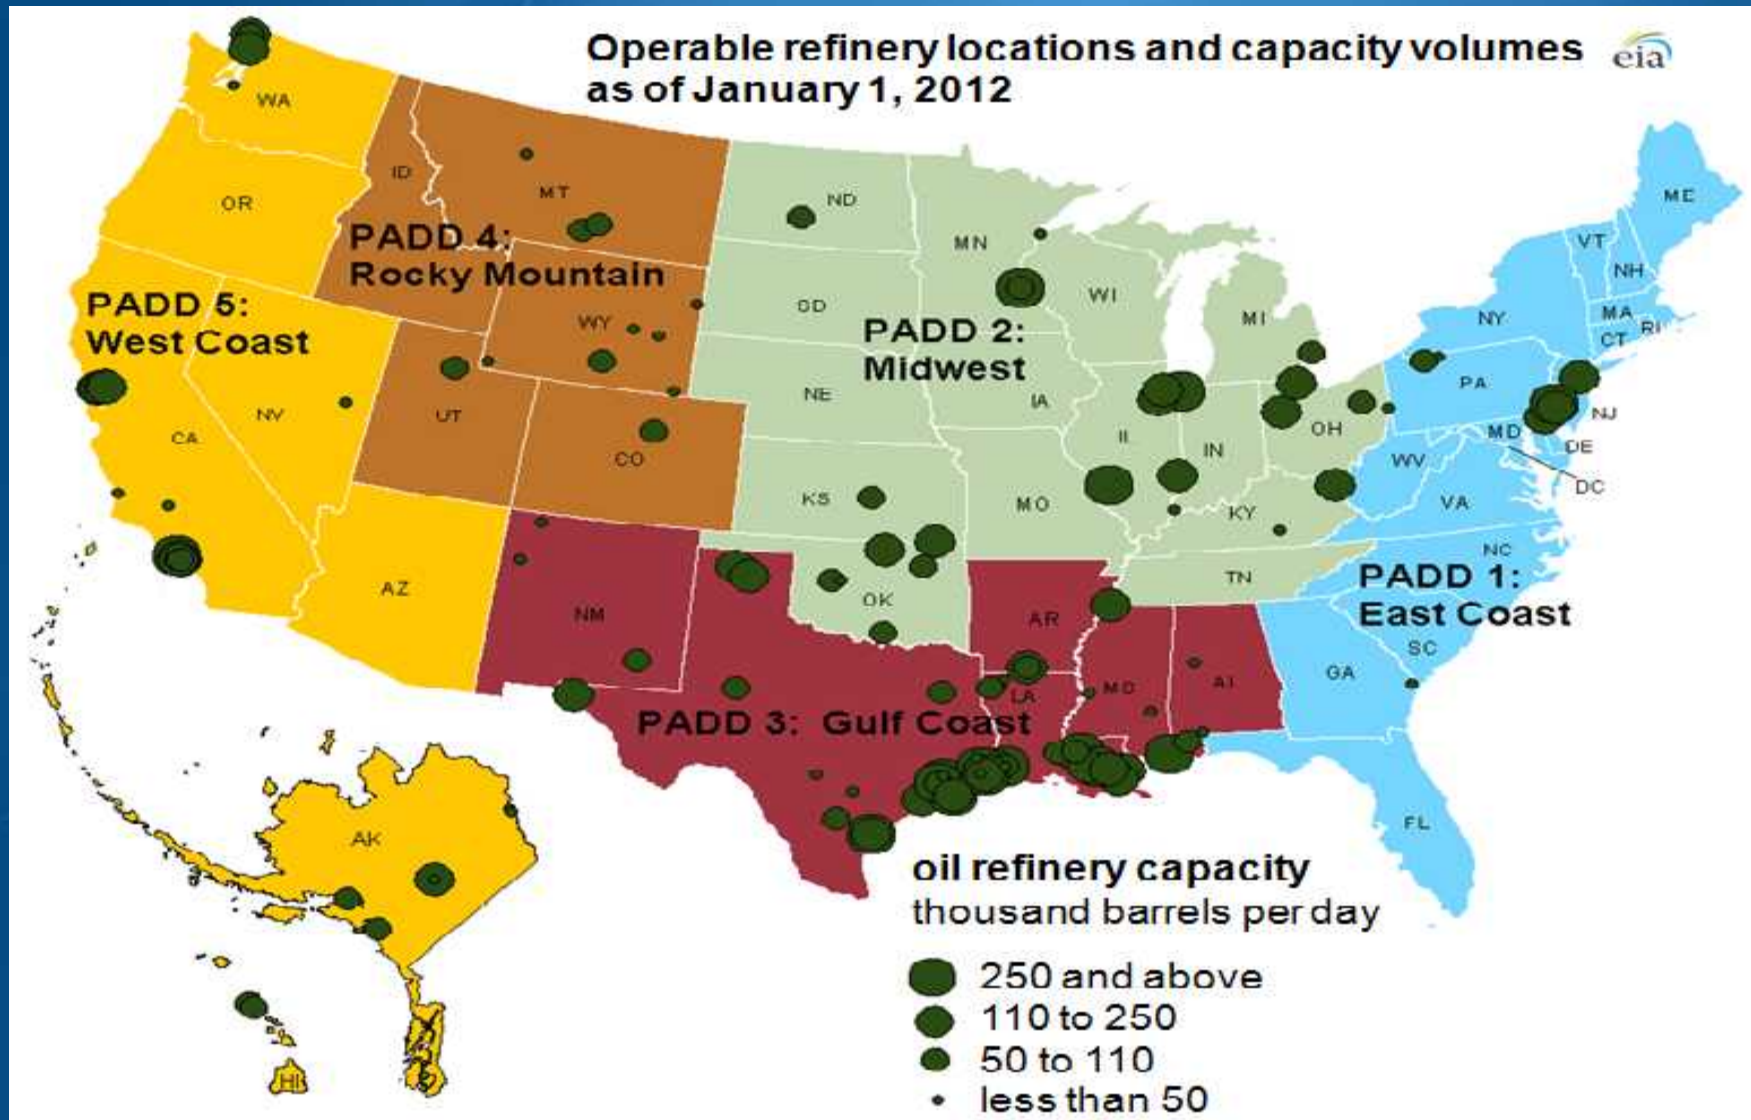 Operable refinery locations and capacity volumes
as of January 1, 2012
eia
WA
OR
ID
MT
ND
MN
ME
VT
NH
PADD 4:
Rocky Mountain
PADD 5:
West Coast
WY
SD
WI
MI
NY
MA
RI
CT
PADD 2:
Midwest
NV
UT
CA
CO
NE
IA
IL
IN
OH
PA
NJ
MD
DE
DC
WV
VA
KS
MO
KY
AZ
NM
OK
TN
NC
PADD 1:
East Coast
AR
SC
GA
LA
MO
AL
PADD 3: Gulf Coast
FL
AK
HI
oil refinery capacity
thousand barrels per day
250 and above
110 to 250
50 to 110
less than 50